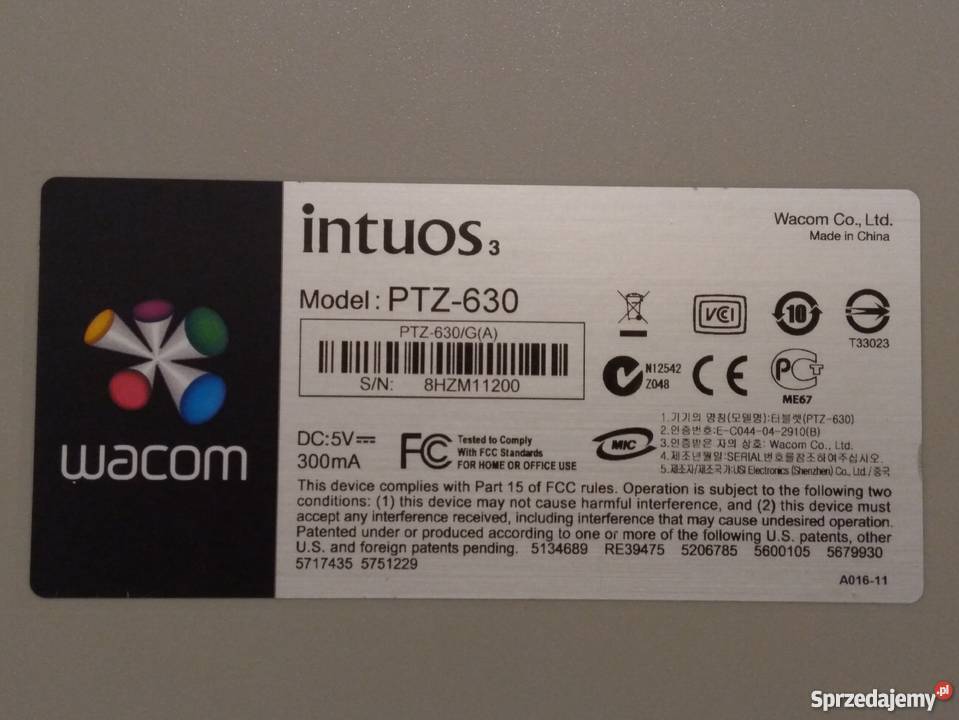 wacom
intuos3
Wacom Co., Ltd.
Made in China
Model : PTZ-630
PTZ-630/G(A)
S/N: 8HZM11200
VCI
10
T33023
N12542
Z048
CE
ME67
DC:5V
300mA
FC
Tested to Comply
With FCC Standards
FOR HOME OR OFFICE USE
MIC
1.기기의 명칭(모델명):타블렛(PTZ-630)
2.인증번호:E-C044-04-2910(B)
3.인증받은 자의 상호: Wacom Co., Ltd.
4.제조년월일:SERIAL번호를참조하여주십시오.
5.제조자/제조국가:USI Electronics (Shenzhen) Co., Ltd /중국
This device complies with Part 15 of FCC rules. Operation is subject to the following two
conditions: (1) this device may not cause harmful interference, and (2) this device must
accept any interference received, including interference that may cause undesired operation.
Patented under or produced according to one or more of the following U.S. patents, other
U.S. and foreign patents pending. 5134689 RE39475 5206785 5600105 5679930
5717435 5751229
A016-11
Sprzedajemy.pl